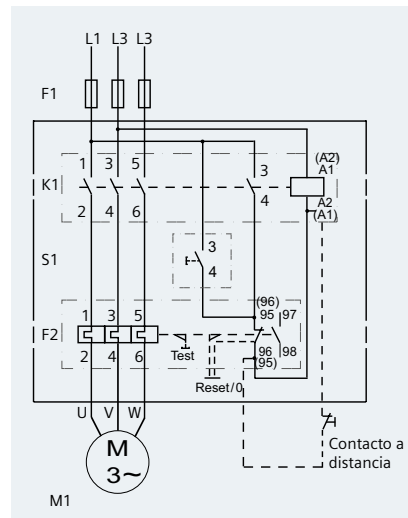 L1 L3 L3
F1
1 3 5 3 (A2)
A1
K1
2 4 6 4 A2
(A1)
3
S1
4
(96)
1 3 5 95 97
F2
2 4 6 Test 96 98
(95)
Reset/0
U V W
M
3~
Contacto a
distancia
M1